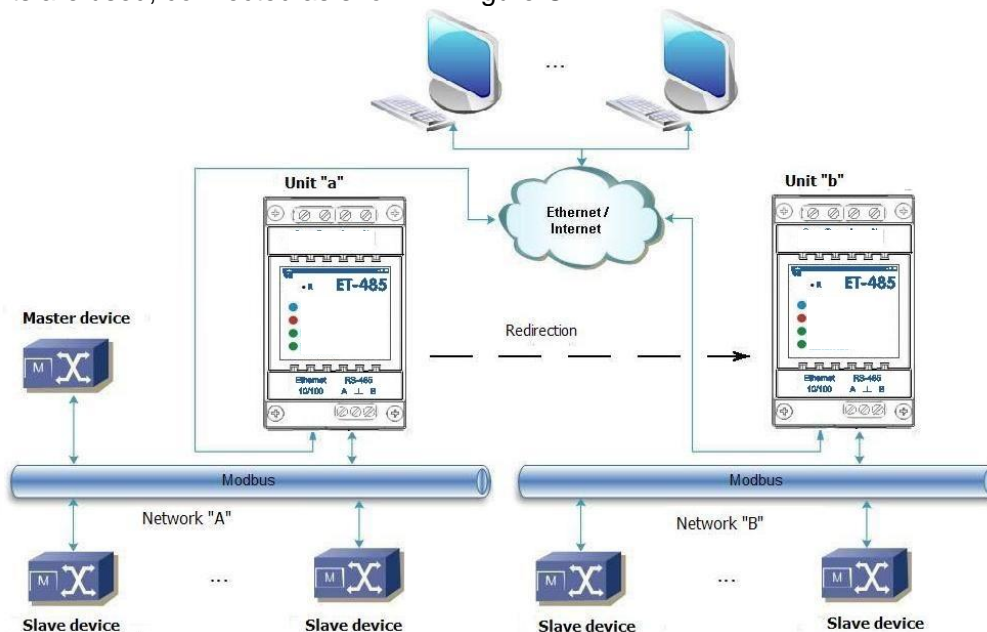 ...
Unit "a"
Unit "b"
Ethernet /
Internet
R ET-485
R ET-485
Master device
Redirection
M
Ethernet RS-485
10/100 A ⊥ B
Ethernet RS-485
10/100 A ⊥ B
Modbus
Modbus
Network "A"
Network "B"
M ... M
M ... M
Slave device
Slave device
Slave device
Slave device